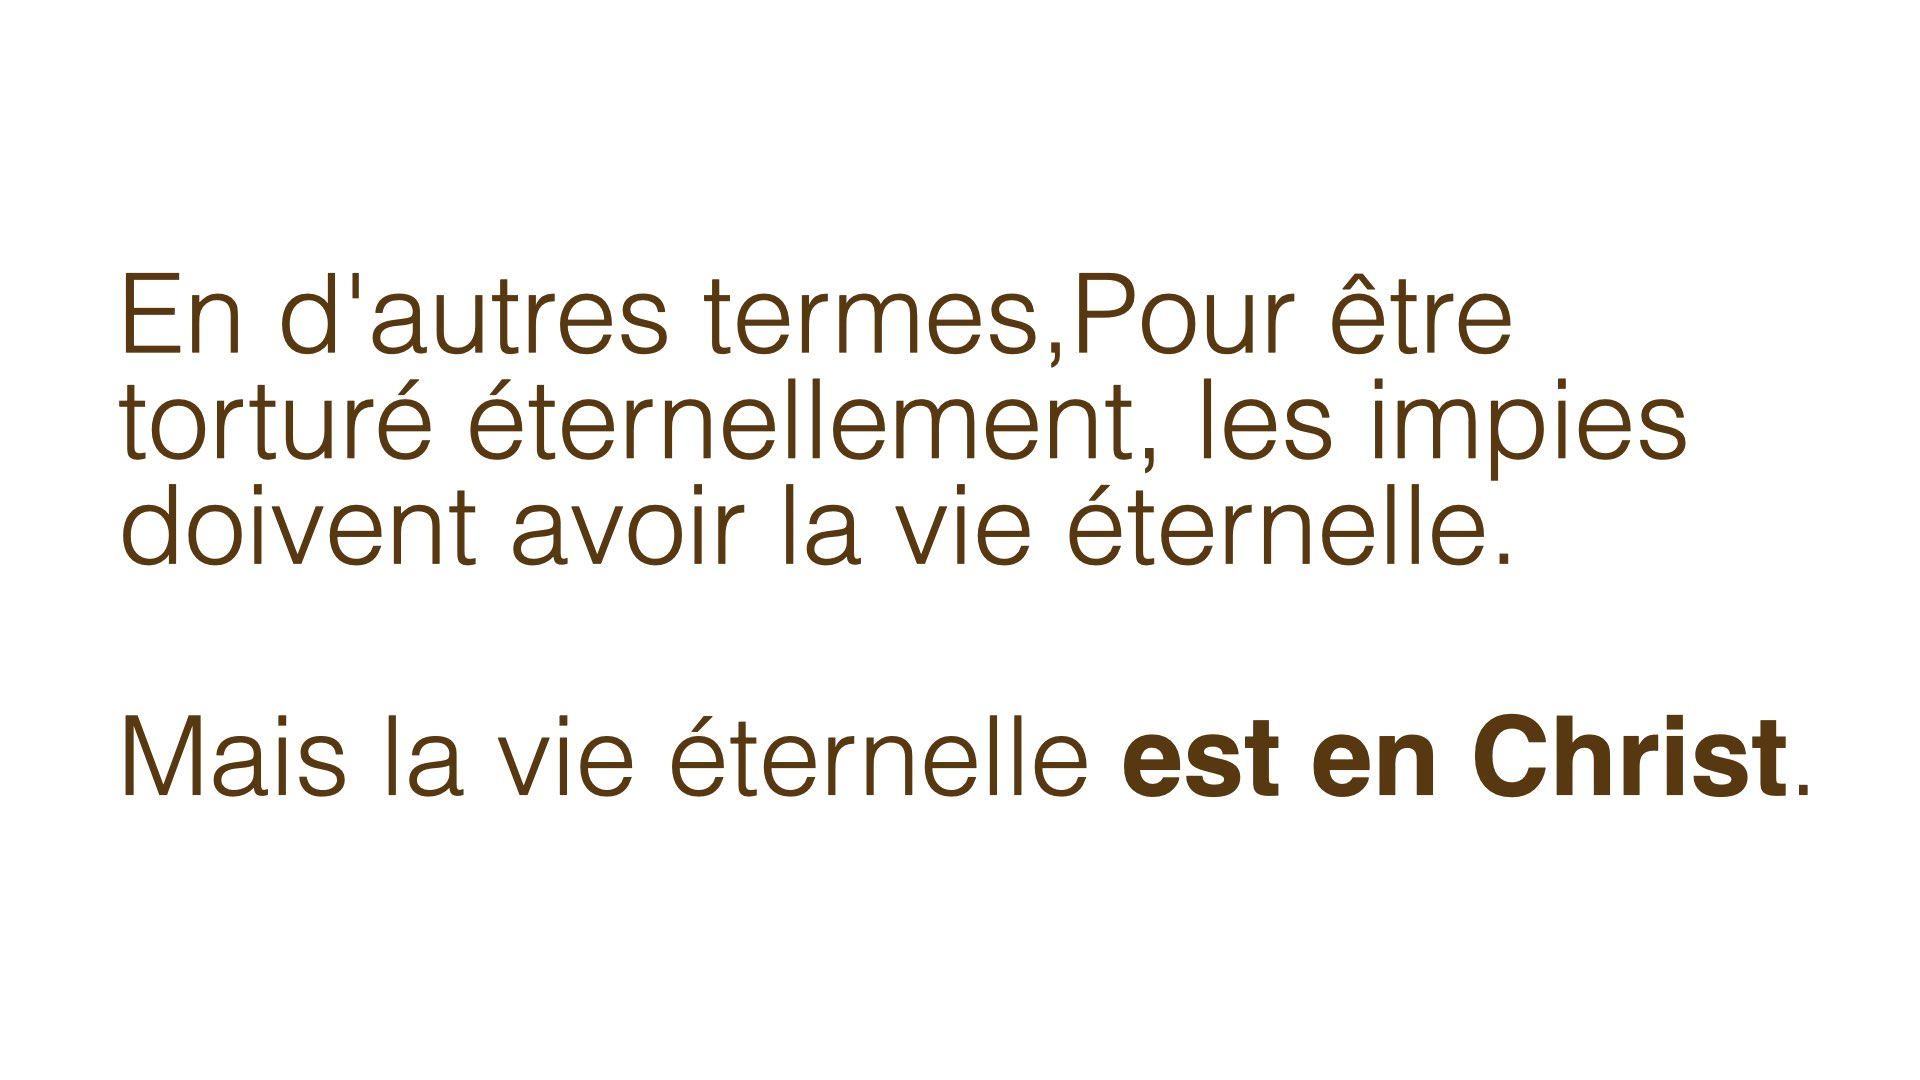 En d'autres termes,Pour être
torturé éternellement, les impies
doivent avoir la vie éternelle.
Mais la vie éternelle est en Christ.